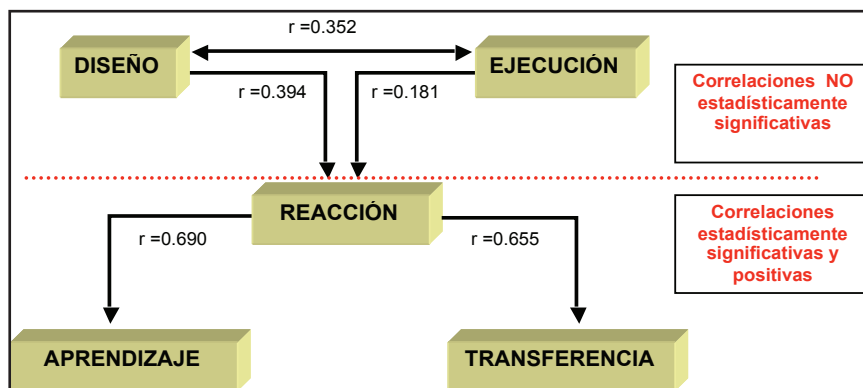 r =0.352
DISEÑO
EJECUCIÓN
r =0.394
r =0.181
Correlaciones NO
estadísticamente
significativas
REACCIÓN
r =0.690
r =0.655
Correlaciones
estadísticamente
significativas y
positivas
APRENDIZAJE
TRANSFERENCIA